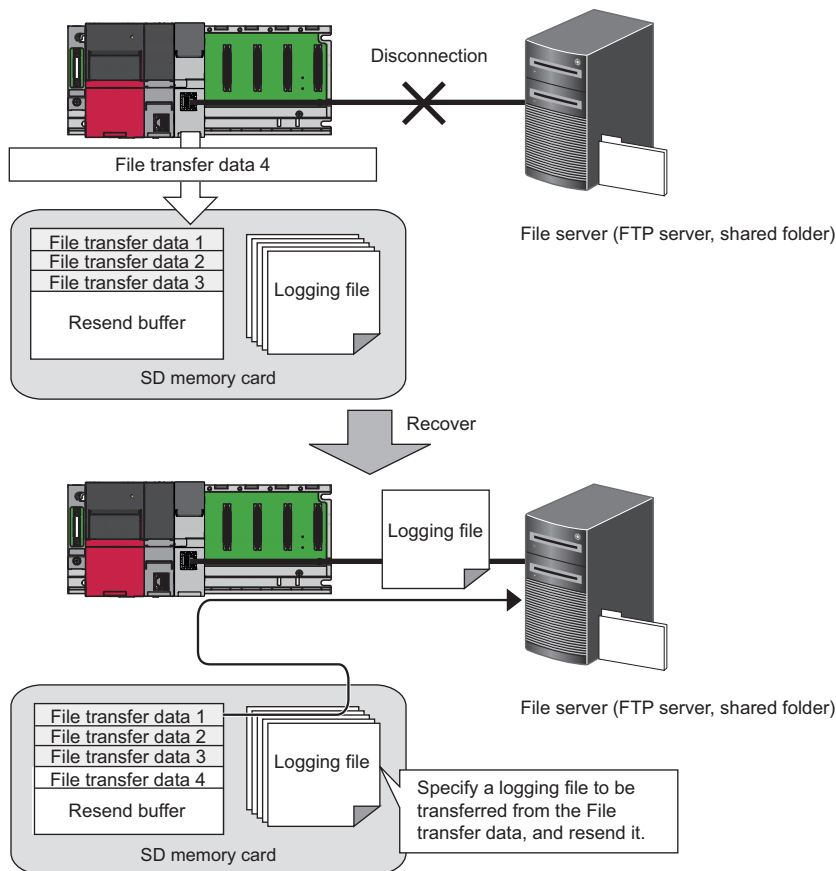 Disconnection
File transfer data 4
File server (FTP server, shared folder)
File transfer data 1
File transfer data 2
File transfer data 3
Resend buffer
Logging file
SD memory card
Recover
Logging file
File server (FTP server, shared folder)
File transfer data 1
File transfer data 2
File transfer data 3
File transfer data 4
Resend buffer
Logging file
Specify a logging file to be
transferred from the File
transfer data, and resend it.
SD memory card